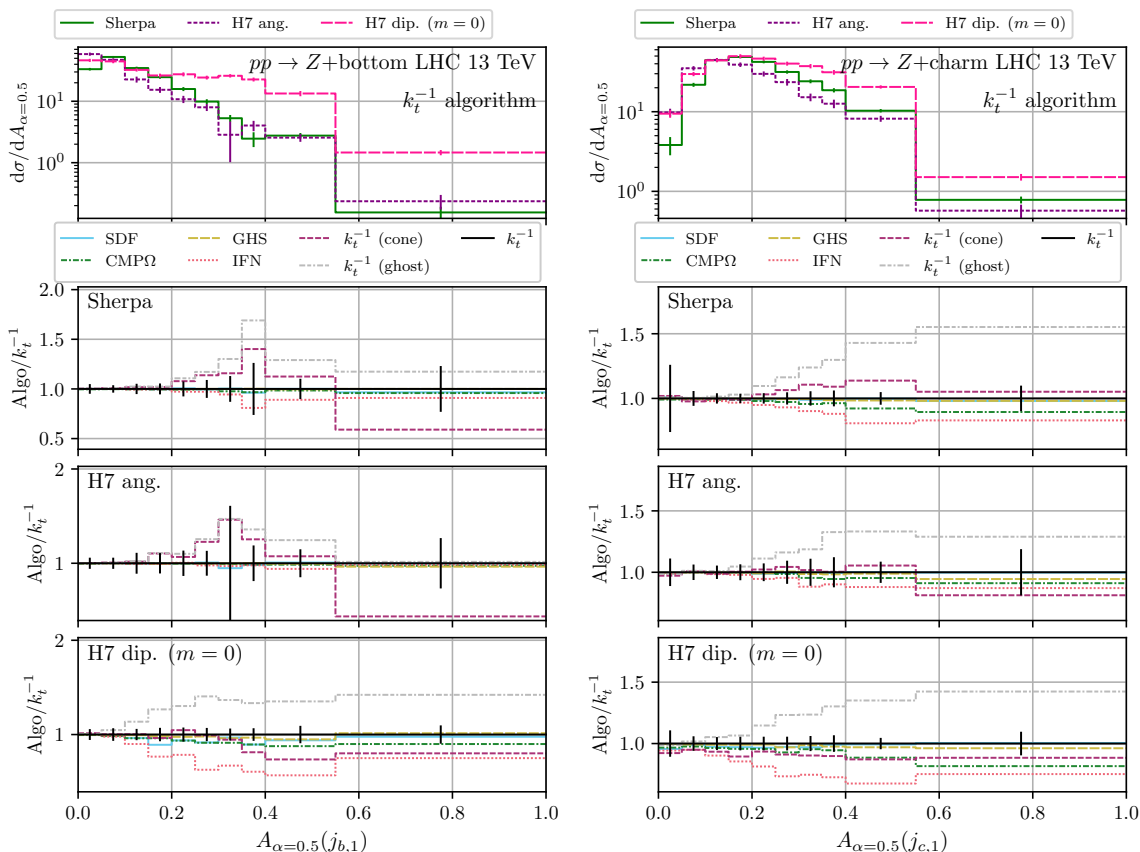 Sherpa H7 ang. H7 dip. (m = 0)
pp → Z+bottom LHC 13 TeV
k_t^{-1} algorithm
dσ/dA_{α=0.5}
10^1
10^0
SDF GHS k_t^{-1} (cone) k_t^{-1}
CMPΩ IFN k_t^{-1} (ghost)
Sherpa
Algo/k_t^{-1}
2.0
1.5
1.0
0.5
H7 ang.
Algo/k_t^{-1}
2
1
H7 dip. (m = 0)
Algo/k_t^{-1}
2
1
0.0 0.2 0.4 0.6 0.8 1.0
A_{α=0.5}(j_{b,1})
Sherpa H7 ang. H7 dip. (m = 0)
pp → Z+charm LHC 13 TeV
k_t^{-1} algorithm
dσ/dA_{α=0.5}
10^1
10^0
SDF GHS k_t^{-1} (cone) k_t^{-1}
CMPΩ IFN k_t^{-1} (ghost)
Sherpa
Algo/k_t^{-1}
1.5
1.0
H7 ang.
Algo/k_t^{-1}
1.5
1.0
H7 dip. (m = 0)
Algo/k_t^{-1}
1.5
1.0
0.0 0.2 0.4 0.6 0.8 1.0
A_{α=0.5}(j_{c,1})